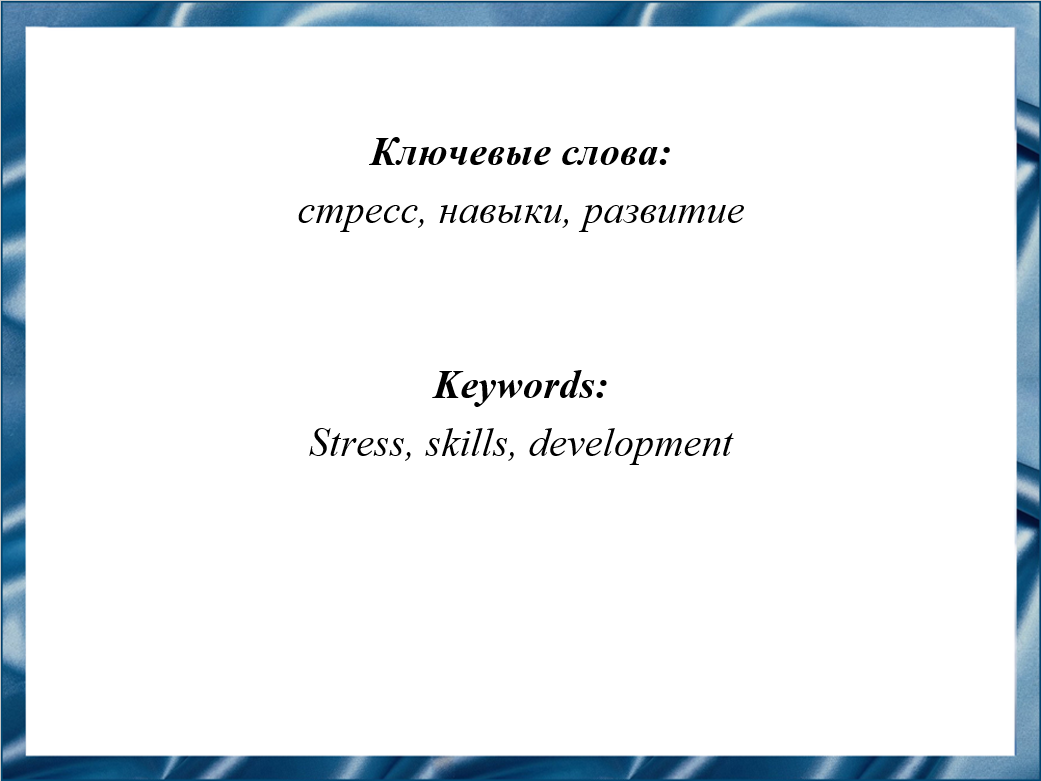 Ключевые слова:
стресс, навыки, развитие
Keywords:
Stress, skills, development